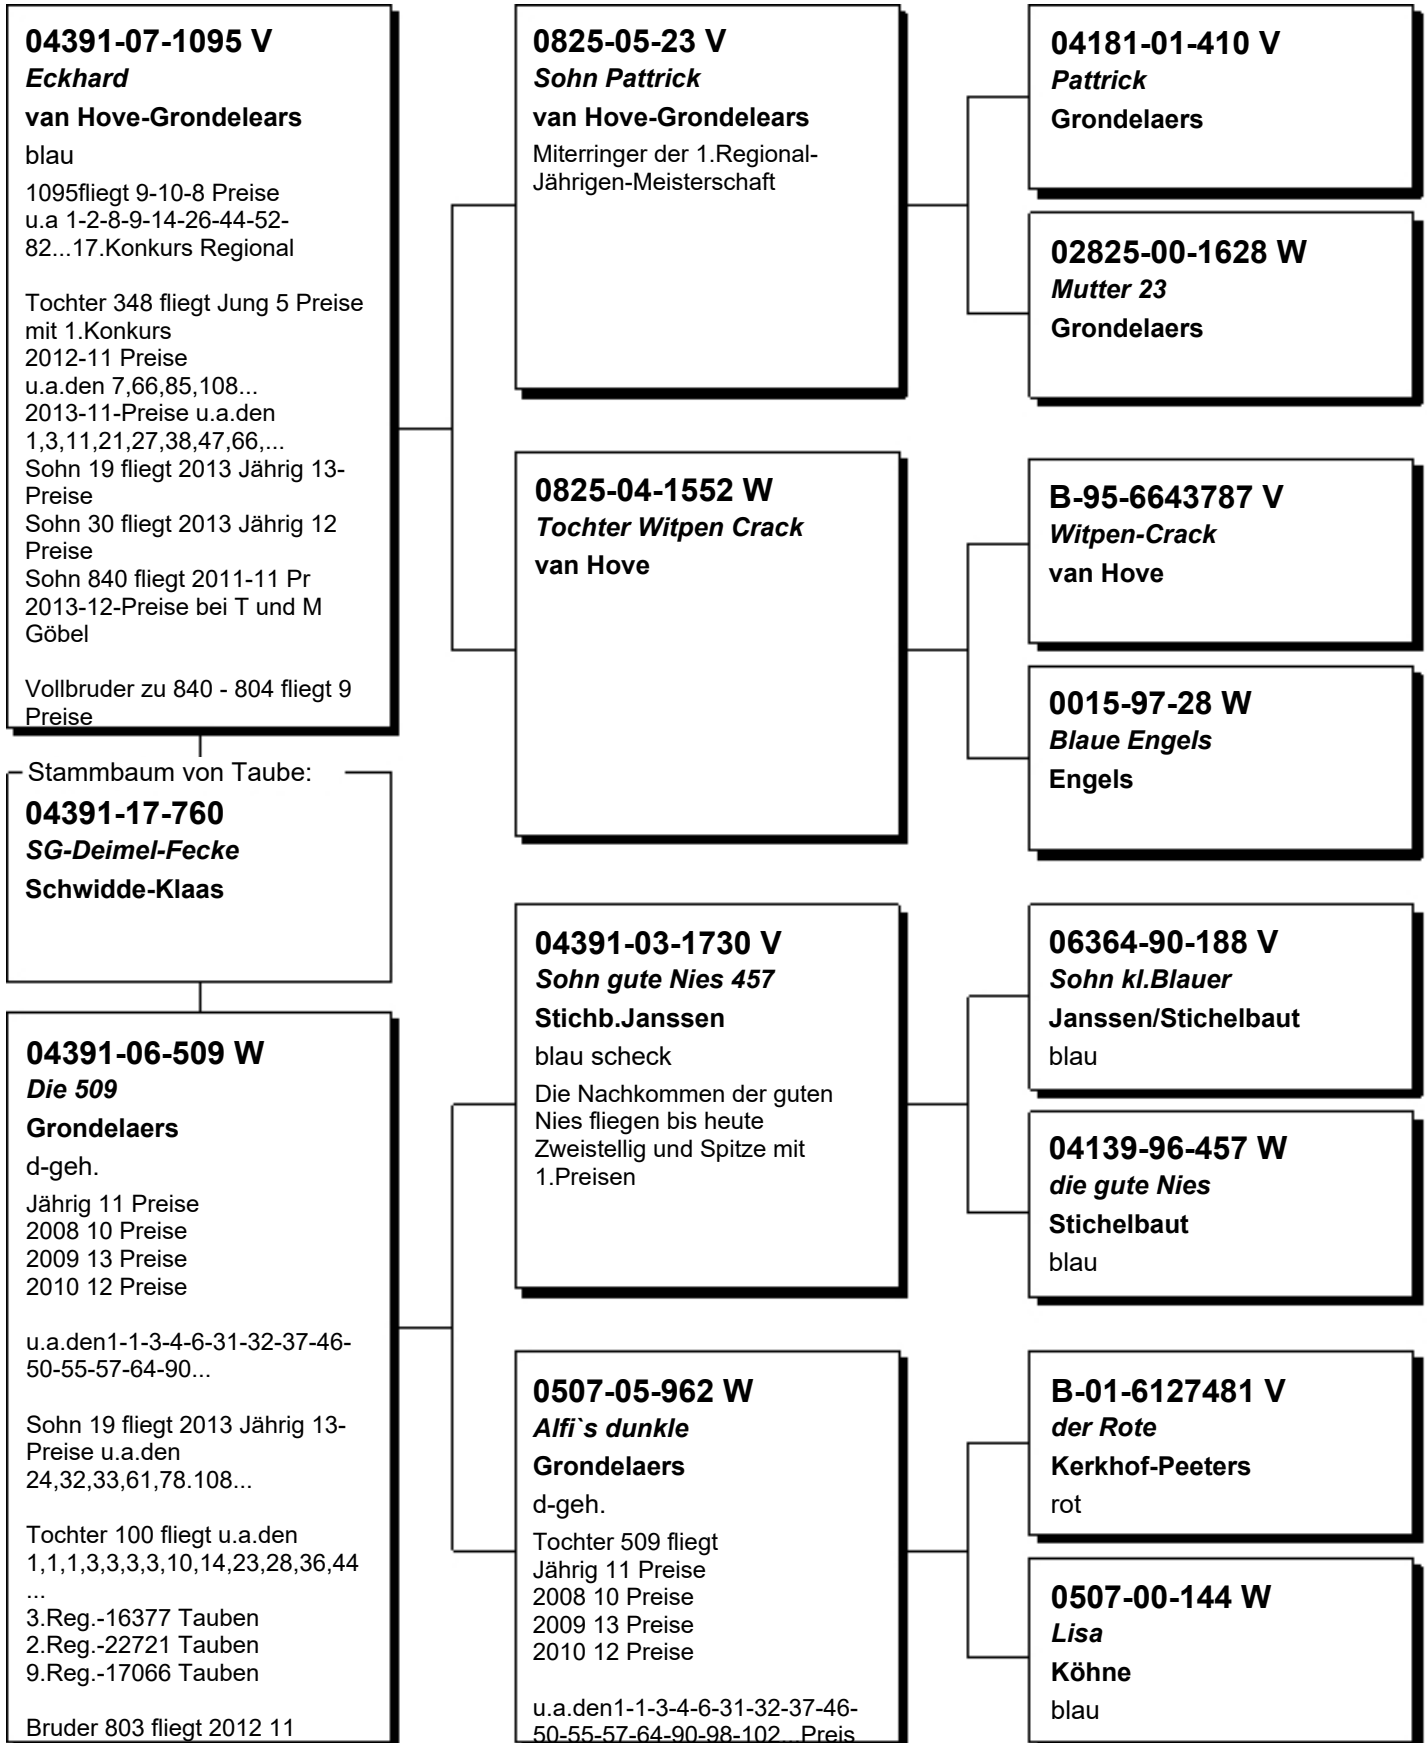 04391-07-1095 V
Eckhard
van Hove-Grondelears
blau
1095fliegt 9-10-8 Preise
u.a 1-2-8-9-14-26-44-52-
82...17.Konkurs Regional
Tochter 348 fliegt Jung 5 Preise
mit 1.Konkurs
2012-11 Preise
u.a.den 7,66,85,108...
2013-11-Preise u.a.den
1,3,11,21,27,38,47,66,...
Sohn 19 fliegt 2013 Jährig 13-
Preise
Sohn 30 fliegt 2013 Jährig 12
Preise
Sohn 840 fliegt 2011-11 Pr
2013-12-Preise bei T und M
Göbel
Vollbruder zu 840 - 804 fliegt 9
Preise
Stammbaum von Taube:
04391-17-760
SG-Deimel-Fecke
Schwidde-Klaas
04391-06-509 W
Die 509
Grondelaers
d-geh.
Jährig 11 Preise
2008 10 Preise
2009 13 Preise
2010 12 Preise
u.a.den1-1-3-4-6-31-32-37-46-
50-55-57-64-90...
Sohn 19 fliegt 2013 Jährig 13-
Preise u.a.den
24,32,33,61,78.108...
Tochter 100 fliegt u.a.den
1,1,1,3,3,3,3,10,14,23,28,36,44
...
3.Reg.-16377 Tauben
2.Reg.-22721 Tauben
9.Reg.-17066 Tauben
Bruder 803 fliegt 2012 11
0825-05-23 V
Sohn Pattrick
van Hove-Grondelears
Miterringer der 1.Regional-
Jährigen-Meisterschaft
0825-04-1552 W
Tochter Witpen Crack
van Hove
04391-03-1730 V
Sohn gute Nies 457
Stichb.Janssen
blau scheck
Die Nachkommen der guten
Nies fliegen bis heute
Zweistellig und Spitze mit
1.Preisen
0507-05-962 W
Alfi`s dunkle
Grondelaers
d-geh.
Tochter 509 fliegt
Jährig 11 Preise
2008 10 Preise
2009 13 Preise
2010 12 Preise
u.a.den1-1-3-4-6-31-32-37-46-
50-55-57-64-90-98-102...Preis
04181-01-410 V
Pattrick
Grondelaers
02825-00-1628 W
Mutter 23
Grondelaers
B-95-6643787 V
Witpen-Crack
van Hove
0015-97-28 W
Blaue Engels
Engels
06364-90-188 V
Sohn kl.Blauer
Janssen/Stichelbaut
blau
04139-96-457 W
die gute Nies
Stichelbaut
blau
B-01-6127481 V
der Rote
Kerkhof-Peeters
rot
0507-00-144 W
Lisa
Köhne
blau